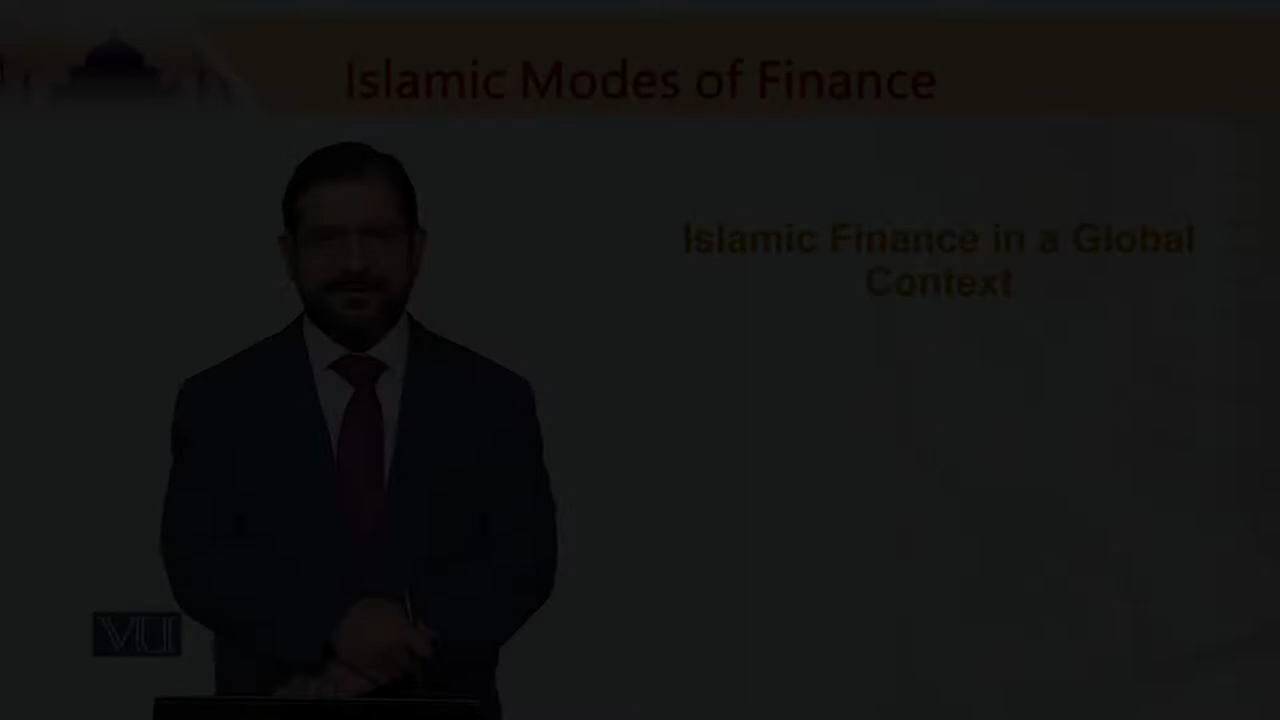 Islamic Modes of Finance
Islamic Finance in a Global
Context
VU